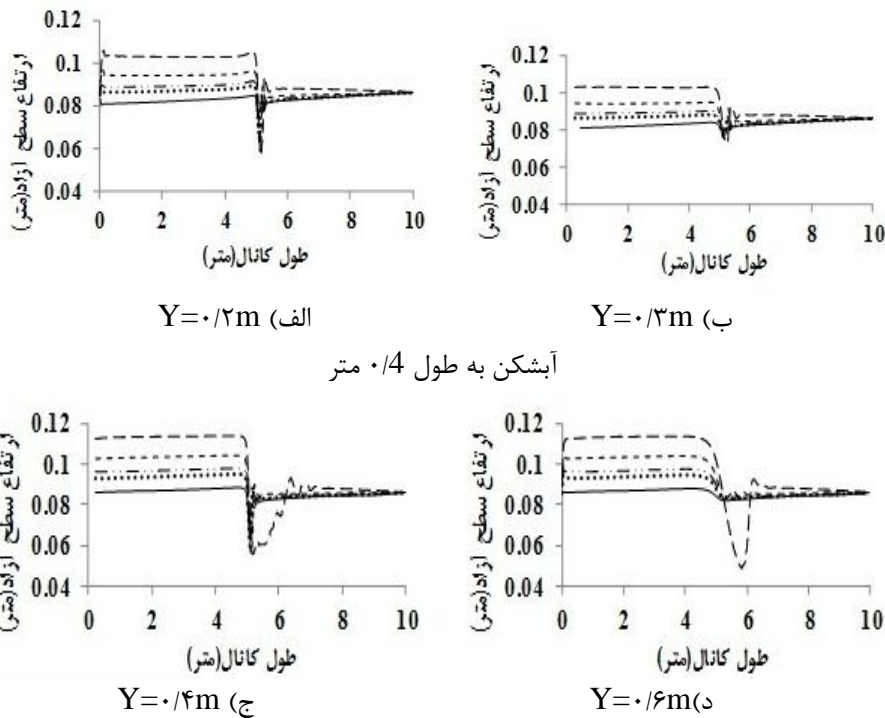 0.12
0.1
0.08
0.06
0.04
ارتفاع سطح آزاد(متر)
0 2 4 6 8 10
طول کانال(متر)
0.12
0.1
0.08
0.06
0.04
ارتفاع سطح آزاد(متر)
0 2 4 6 8 10
طول کانال(متر)
الف) Y=۰/۲m
ب) Y=۰/۳m
آبشکن به طول ۰/4 متر
0.12
0.1
0.08
0.06
0.04
ارتفاع سطح آزاد(متر)
0 2 4 6 8 10
طول کانال(متر)
0.12
0.1
0.08
0.06
0.04
ارتفاع سطح آزاد(متر)
0 2 4 6 8 10
طول کانال(متر)
ج) Y=۰/۴m
د)Y=۰/۶m